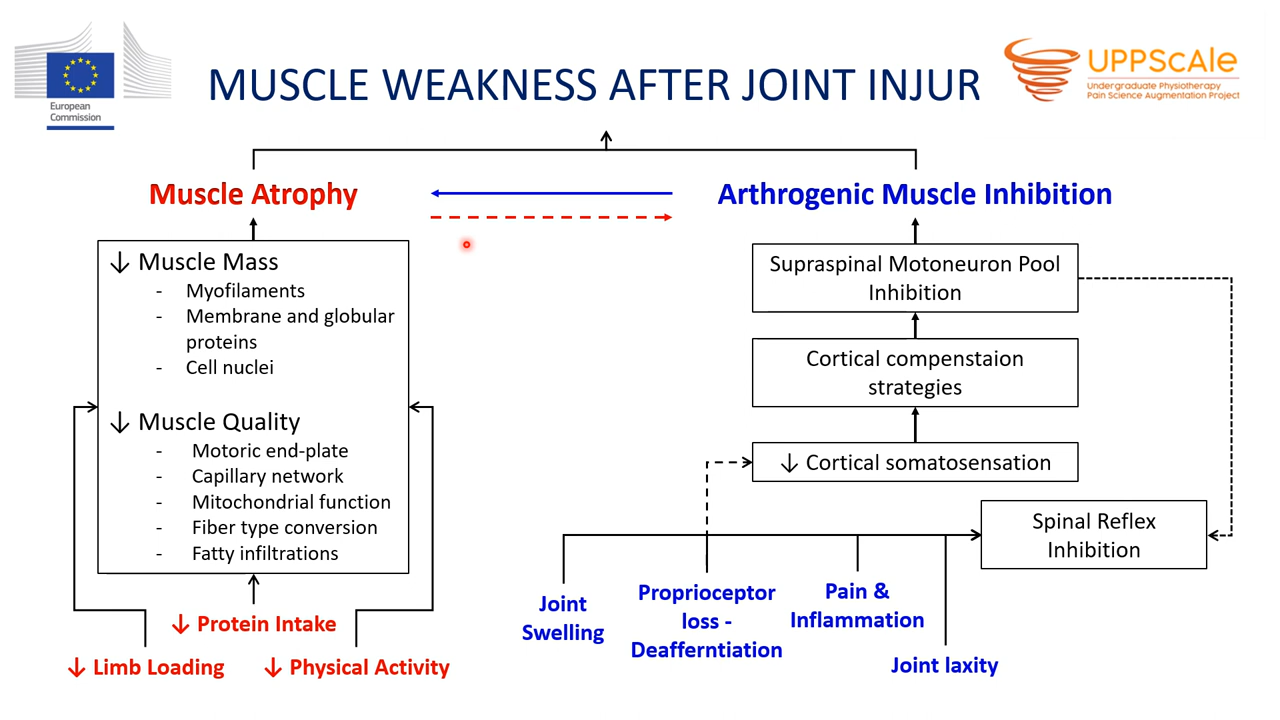 European
Commission
MUSCLE WEAKNESS AFTER JOINT INJUR
UPPScale
Undergraduate Physiotherapy
Pain Science Augmentation Project
Muscle Atrophy
Arthrogenic Muscle Inhibition
↓ Muscle Mass
- Myofilaments
- Membrane and globular
proteins
- Cell nuclei
↓ Muscle Quality
- Motoric end-plate
- Capillary network
- Mitochondrial function
- Fiber type conversion
- Fatty infiltrations
↓ Protein Intake
↓ Limb Loading
↓ Physical Activity
Supraspinal Motoneuron Pool
Inhibition
Cortical compenstaion
strategies
↓ Cortical somatosensation
Spinal Reflex
Inhibition
Joint
Swelling
Proprioceptor
loss -
Deafferntiation
Pain &
Inflammation
Joint laxity